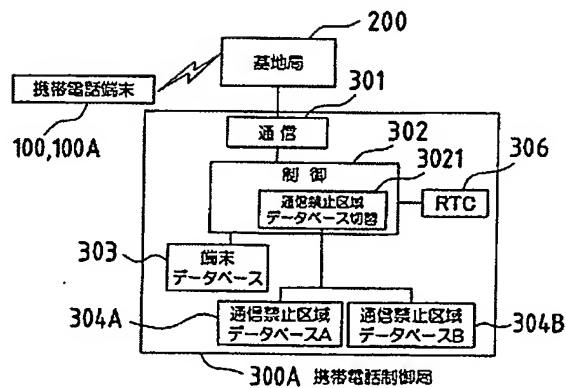 200
基地局
携帯電話端末
100,100A
301
通信
302
制御
3021
306
通信禁止区域
データベース切替
RTC
303
端末
データベース
304A
通信禁止区域
データベースA
通信禁止区域
データベースB
304B
300A 携帯電話制御局